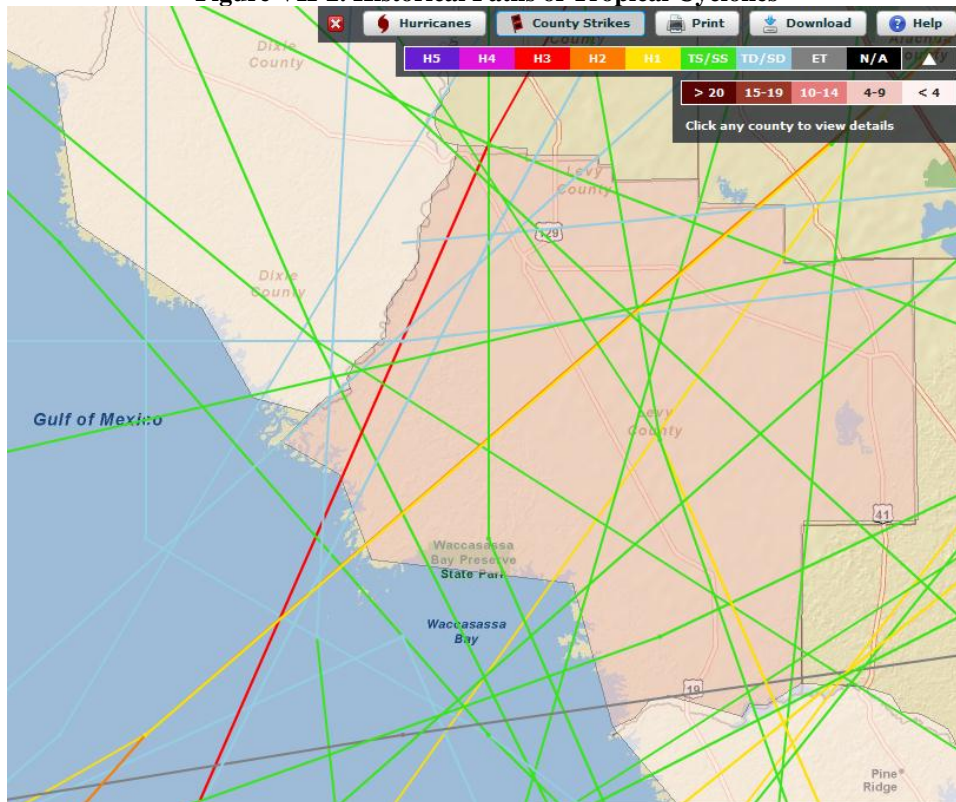 Figure VII-2: Historical Paths of Tropical Cyclones
Hurricanes
County Strikes
Print
Download
Help
Dixie
County
County
Alachua
H5
H4
H3
H2
H1
TS/SS
TD/SD
ET
N/A
> 20
15-19
10-14
4-9
< 4
Click any county to view details
Levy
County
129
Dixie
County
Gulf of Mexico
Levy
County
41
Waccasassa
Bay Preserve
State Park
Waccasassa
Bay
19
Pine
Ridge